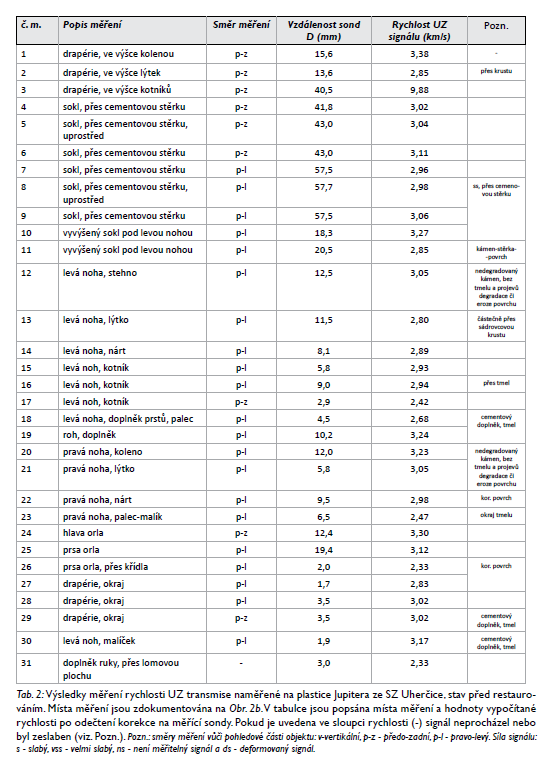 č. m. Popis měření Směr měření Vzdálenost sond D (mm) Rychlost UZ signálu (km/s) Pozn.
1 drapérie, ve výšce kolenou p-z 15,6 3,38 -
2 drapérie, ve výšce lýtek p-z 13,6 2,85 přes krustu
3 drapérie, ve výšce kotníků p-z 40,5 9,88
4 sokl, přes cementovou stěrku p-z 41,8 3,02
5 sokl, přes cementovou stěrku, uprostřed p-z 43,0 3,04
6 sokl, přes cementovou stěrku p-z 43,0 3,11
7 sokl, přes cementovou stěrku p-l 57,5 2,96
8 sokl, přes cementovou stěrku, uprostřed p-l 57,7 2,98 ss, přes cemeno-vou stěrku
9 sokl, přes cementovou stěrku p-l 57,5 3,06
10 vyvýšený sokl pod levou nohou p-l 18,3 3,27
11 vyvýšený sokl pod levou nohou p-l 20,5 2,85 kámen-stěrka--povrch
12 levá noha, stehno p-l 12,5 3,05 nedegradovaný kámen, bez tmelu a projevů degradace či eroze povrchu
13 levá noha, lýtko p-l 11,5 2,80 částečně přes sádrovcovou krustu
14 levá noha, nárt p-l 8,1 2,89
15 levá noh, kotník p-l 5,8 2,93
16 levá noh, kotník p-l 9,0 2,94 přes tmel
17 levá noh, kotník p-z 2,9 2,42
18 levá noha, doplněk prstů, palec p-l 4,5 2,68 cementový doplněk, tmel
19 roh, doplněk p-l 10,2 3,24
20 pravá noha, koleno p-l 12,0 3,23 nedegradovaný kámen, bez tmelu a projevů degradace či eroze povrchu
21 pravá noha, lýtko p-l 5,8 3,05
22 pravá noha, nárt p-l 9,5 2,98 kor. povrch
23 pravá noha, palec-malík p-l 6,5 2,47 okraj tmelu
24 hlava orla p-z 12,4 3,30
25 prsa orla p-l 19,4 3,12
26 prsa orla, přes křídla p-l 2,0 2,33 kor. povrch
27 drapérie, okraj p-l 1,7 2,83
28 drapérie, okraj p-l 3,5 3,02
29 drapérie, okraj p-z 3,5 3,02 cementový doplněk, tmel
30 levá noh, malíček p-l 1,9 3,17 cementový doplněk, tmel
31 doplněk ruky, přes lomovou plochu - 3,0 2,33
Tab. 2: Výsledky měření rychlosti UZ transmise naměřené na plastice Jupitera ze SZ Uherčice, stav před restauro-
váním. Místa měření jsou zdokumentována na Obr. 2b. V tabulce jsou popsána místa měření a hodnoty vypočítané
rychlosti po odečtení korekce na měřící sondy. Pokud je uvedena ve sloupci rychlosti (-) signál neprocházel nebo
byl zeslaben (viz. Pozn.). Pozn.: směry měření vůči pohledové části objektu: v-vertikální, p-z - předo-zadní, p-l - pravo-levý. Síla signálu:
s - slabý, vss - velmi slabý, ns - není měřitelný signál a ds - deformovaný signál.